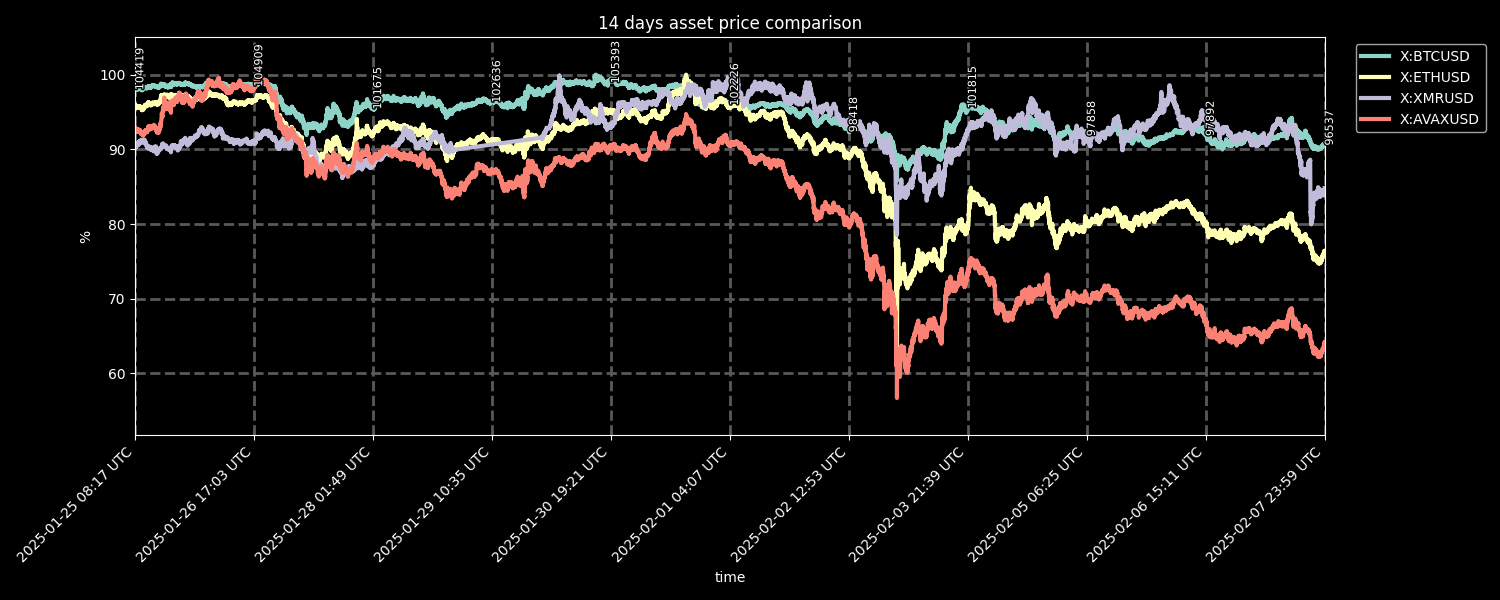 14 days asset price comparison
X:BTCUSD
X:ETHUSD
X:XMRUSD
X:AVAXUSD
100
90
80
70
60
%
104419
104909
101675
102636
105393
102226
98418
101815
97858
97892
96537
2025-01-25 08:17 UTC
2025-01-26 17:03 UTC
2025-01-28 01:49 UTC
2025-01-29 10:35 UTC
2025-01-30 19:21 UTC
2025-02-01 04:07 UTC
2025-02-02 12:53 UTC
2025-02-03 21:39 UTC
2025-02-05 06:25 UTC
2025-02-06 15:11 UTC
2025-02-07 23:59 UTC
time